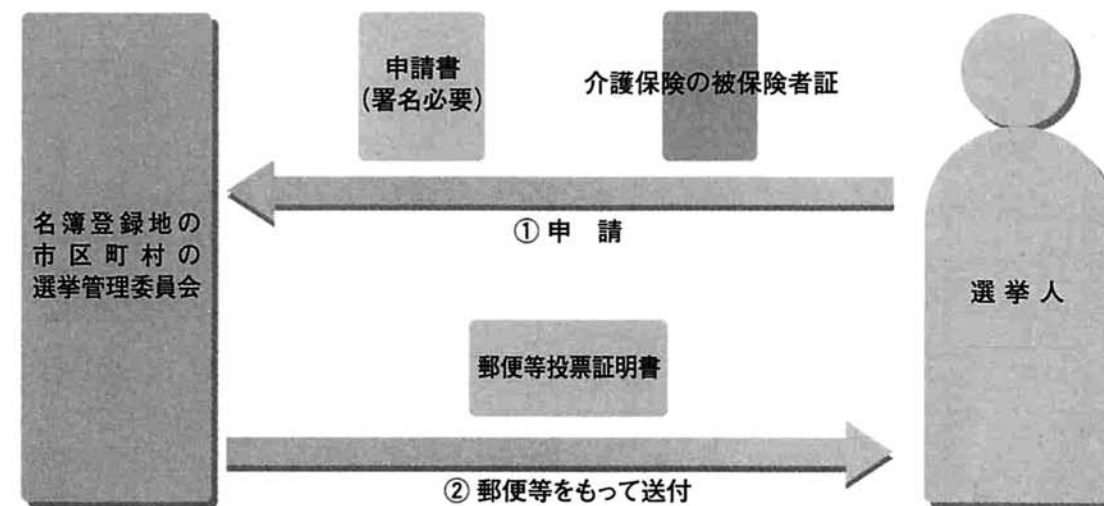 申請書
(署名必要)
介護保険の被保険者証
① 申　請
名簿登録地の
市区町村の
選挙管理委員会
選挙人
郵便等投票証明書
② 郵便等をもって送付